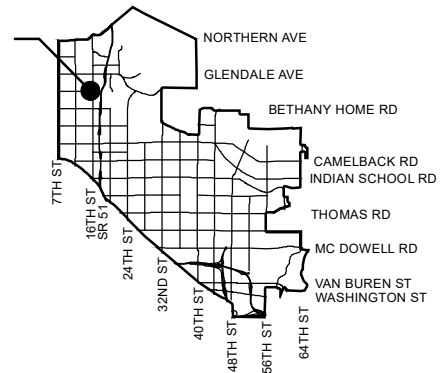 NORTHERN AVE
GLENDALE AVE
BETHANY HOME RD
CAMELBACK RD
INDIAN SCHOOL RD
THOMAS RD
MC DOWELL RD
VAN BUREN ST
WASHINGTON ST
7TH ST
16TH ST
SR 51
24TH ST
32ND ST
40TH ST
48TH ST
56TH ST
64TH ST